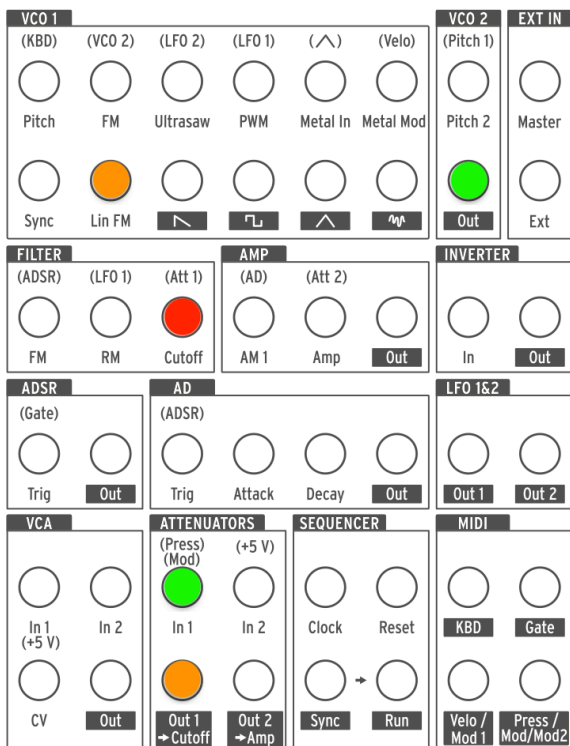 VCO 1 VCO 2 EXT IN
(KBD) (VCO 2) (LFO 2) (LFO 1) ( ) (Velo) (Pitch 1)
Pitch FM Ultrasaw PWM Metal In Metal Mod Pitch 2 Master
Sync Lin FM Out Ext
FILTER AMP INVERTER
(ADSR) (LFO 1) (Att 1) (AD) (Att 2)
FM RM Cutoff AM 1 Amp Out In Out
ADSR AD LFO 1&2
(Gate) (ADSR)
Trig Out Trig Attack Decay Out Out 1 Out 2
VCA ATTENUATORS SEQUENCER MIDI
(Press) (+5 V)
(Mod)
In 1 In 2 In 1 In 2 Clock Reset KBD Gate
(+5 V)
➔
CV Out Out 1 Out 2 Sync Run Velo / Press /
➔Cutoff ➔Amp Mod 1 Mod/Mod2